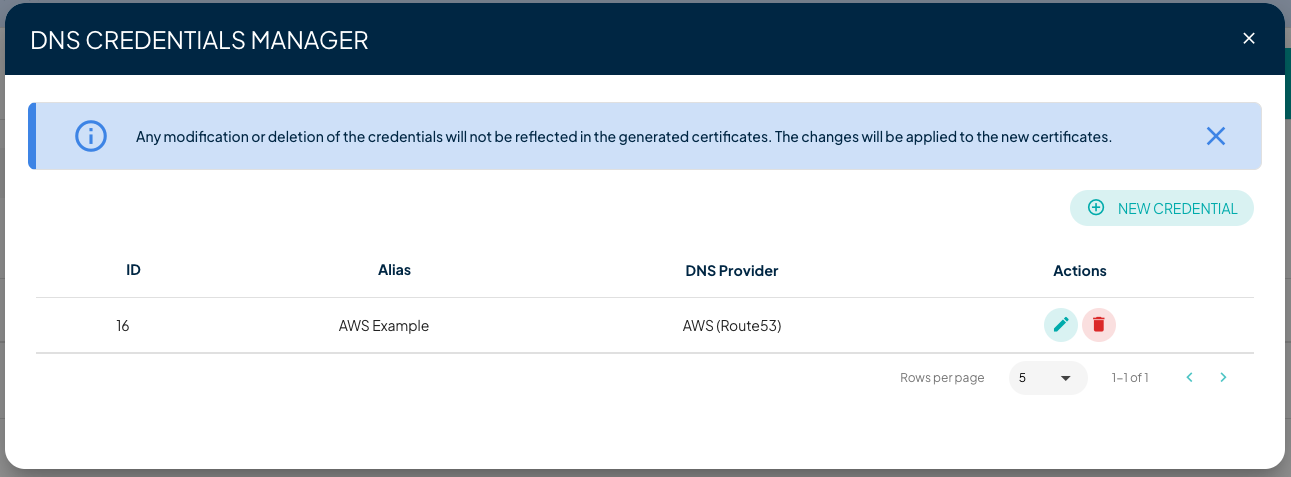 DNS CREDENTIALS MANAGER
Any modification or deletion of the credentials will not be reflected in the generated certificates. The changes will be applied to the new certificates.
NEW CREDENTIAL
ID Alias DNS Provider Actions
16 AWS Example AWS (Route53)
Rows per page 5 1–1 of 1